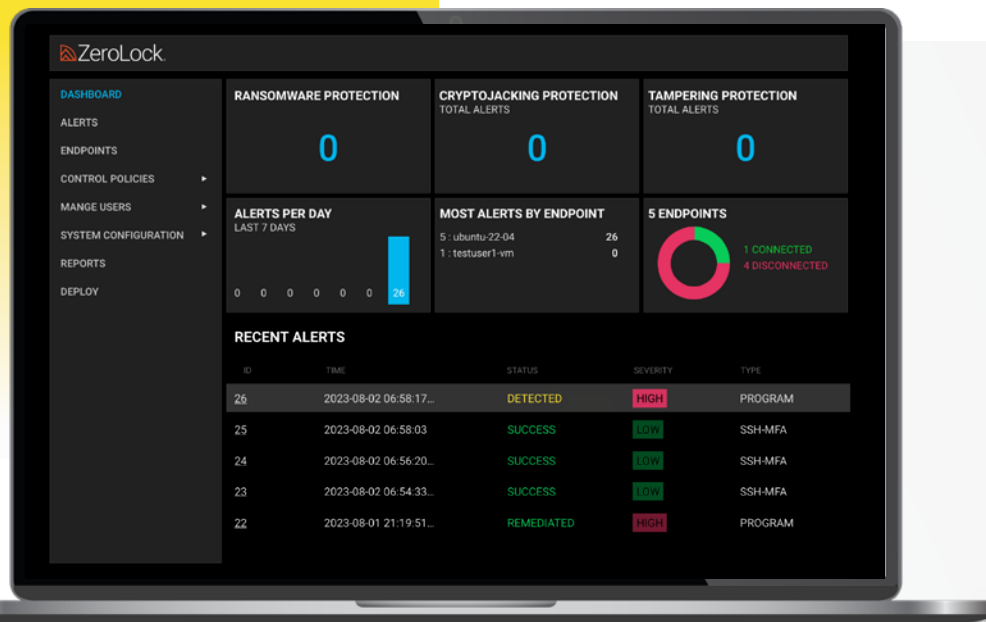 ZeroLock.
DASHBOARD
ALERTS
ENDPOINTS
CONTROL POLICIES
MANGE USERS
SYSTEM CONFIGURATION
REPORTS
DEPLOY
RANSOMWARE PROTECTION
0
CRYPTOJACKING PROTECTION
TOTAL ALERTS
0
TAMPERING PROTECTION
TOTAL ALERTS
0
ALERTS PER DAY
LAST 7 DAYS
0 0 0 0 0 0 26
MOST ALERTS BY ENDPOINT
5 : ubuntu-22-04 26
1 : testuser1-vm 0
5 ENDPOINTS
1 CONNECTED
4 DISCONNECTED
RECENT ALERTS
ID TIME STATUS SEVERITY TYPE
26 2023-08-02 06:58:17... DETECTED HIGH PROGRAM
25 2023-08-02 06:58:03 SUCCESS LOW SSH-MFA
24 2023-08-02 06:56:20... SUCCESS LOW SSH-MFA
23 2023-08-02 06:54:33... SUCCESS LOW SSH-MFA
22 2023-08-01 21:19:51... REMEDIATED HIGH PROGRAM